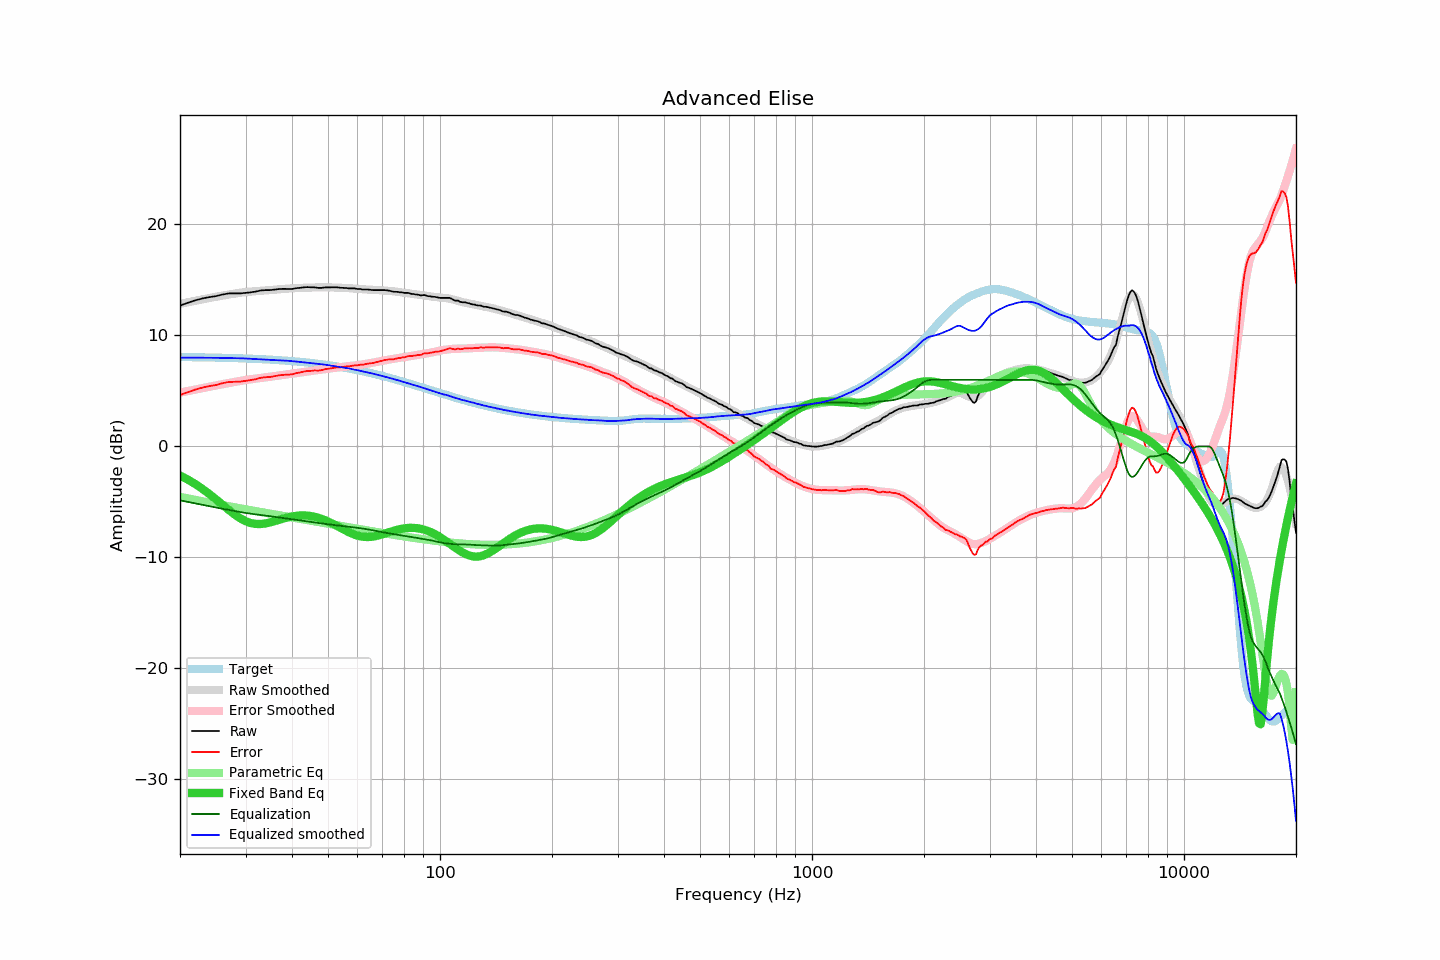 Advanced Elise
Amplitude (dBr)
20
10
0
−10
−20
−30
Target
Raw Smoothed
Error Smoothed
Raw
Error
Parametric Eq
Fixed Band Eq
Equalization
Equalized smoothed
100
1000
10000
Frequency (Hz)